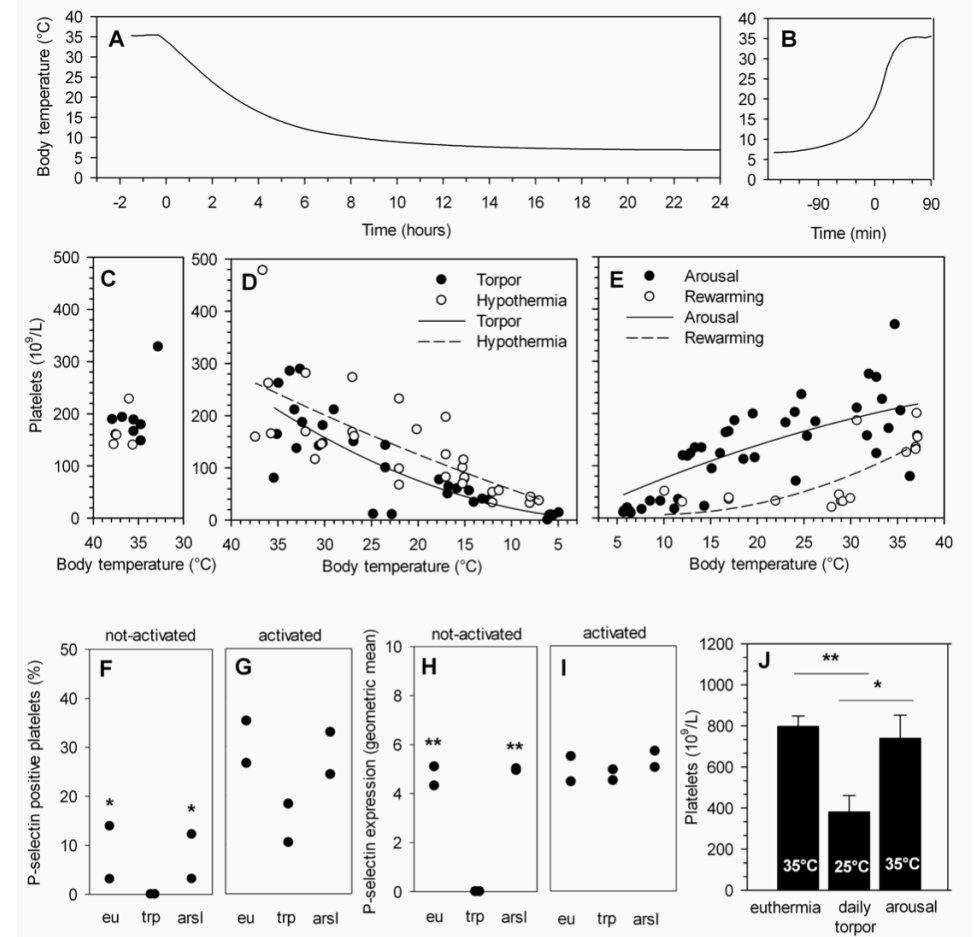 A
Body temperature (°C)
40
35
30
25
20
15
10
5
0
-2 0 2 4 6 8 10 12 14 16 18 20 22 24
Time (hours)
B
40
35
30
25
20
15
10
5
0
-90 0 90
Time (min)
C
Platelets (10⁹/L)
500
400
300
200
100
0
40 35 30
Body temperature (°C)
D
Torpor
Hypothermia
Torpor
Hypothermia
500
400
300
200
100
0
40 35 30 25 20 15 10 5
Body temperature (°C)
E
Arousal
Rewarming
Arousal
Rewarming
5 10 15 20 25 30 35 40
Body temperature (°C)
not-activated
F
P-selectin positive platelets (%)
50
40
30
20
10
0
* *
eu trp arsl
activated
G
eu trp arsl
not-activated
H
P-selectin expression (geometric mean)
10
8
6
4
2
0
** **
eu trp arsl
activated
I
eu trp arsl
J
Platelets (10⁹/L)
1200
1000
800
600
400
200
0
**
*
35°C 25°C 35°C
euthermia daily arousal
torpor